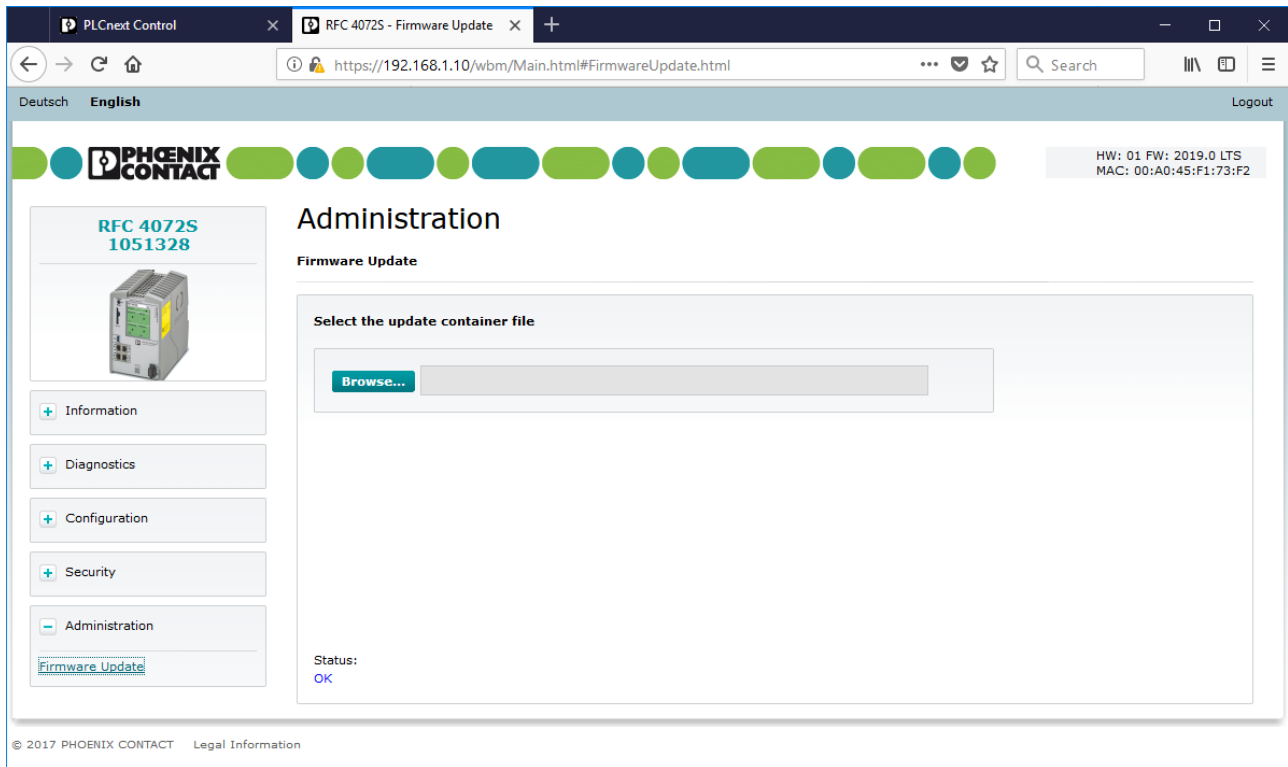 PLCnext Control
RFC 4072S - Firmware Update
https://192.168.1.10/wbm/Main.html#FirmwareUpdate.html
Search
Deutsch English
Logout
PHŒNIX
CONTACT
HW: 01 FW: 2019.0 LTS
MAC: 00:A0:45:F1:73:F2
RFC 4072S
1051328
Information
Diagnostics
Configuration
Security
Administration
Firmware Update
Administration
Firmware Update
Select the update container file
Browse...
Status:
OK
© 2017 PHOENIX CONTACT Legal Information